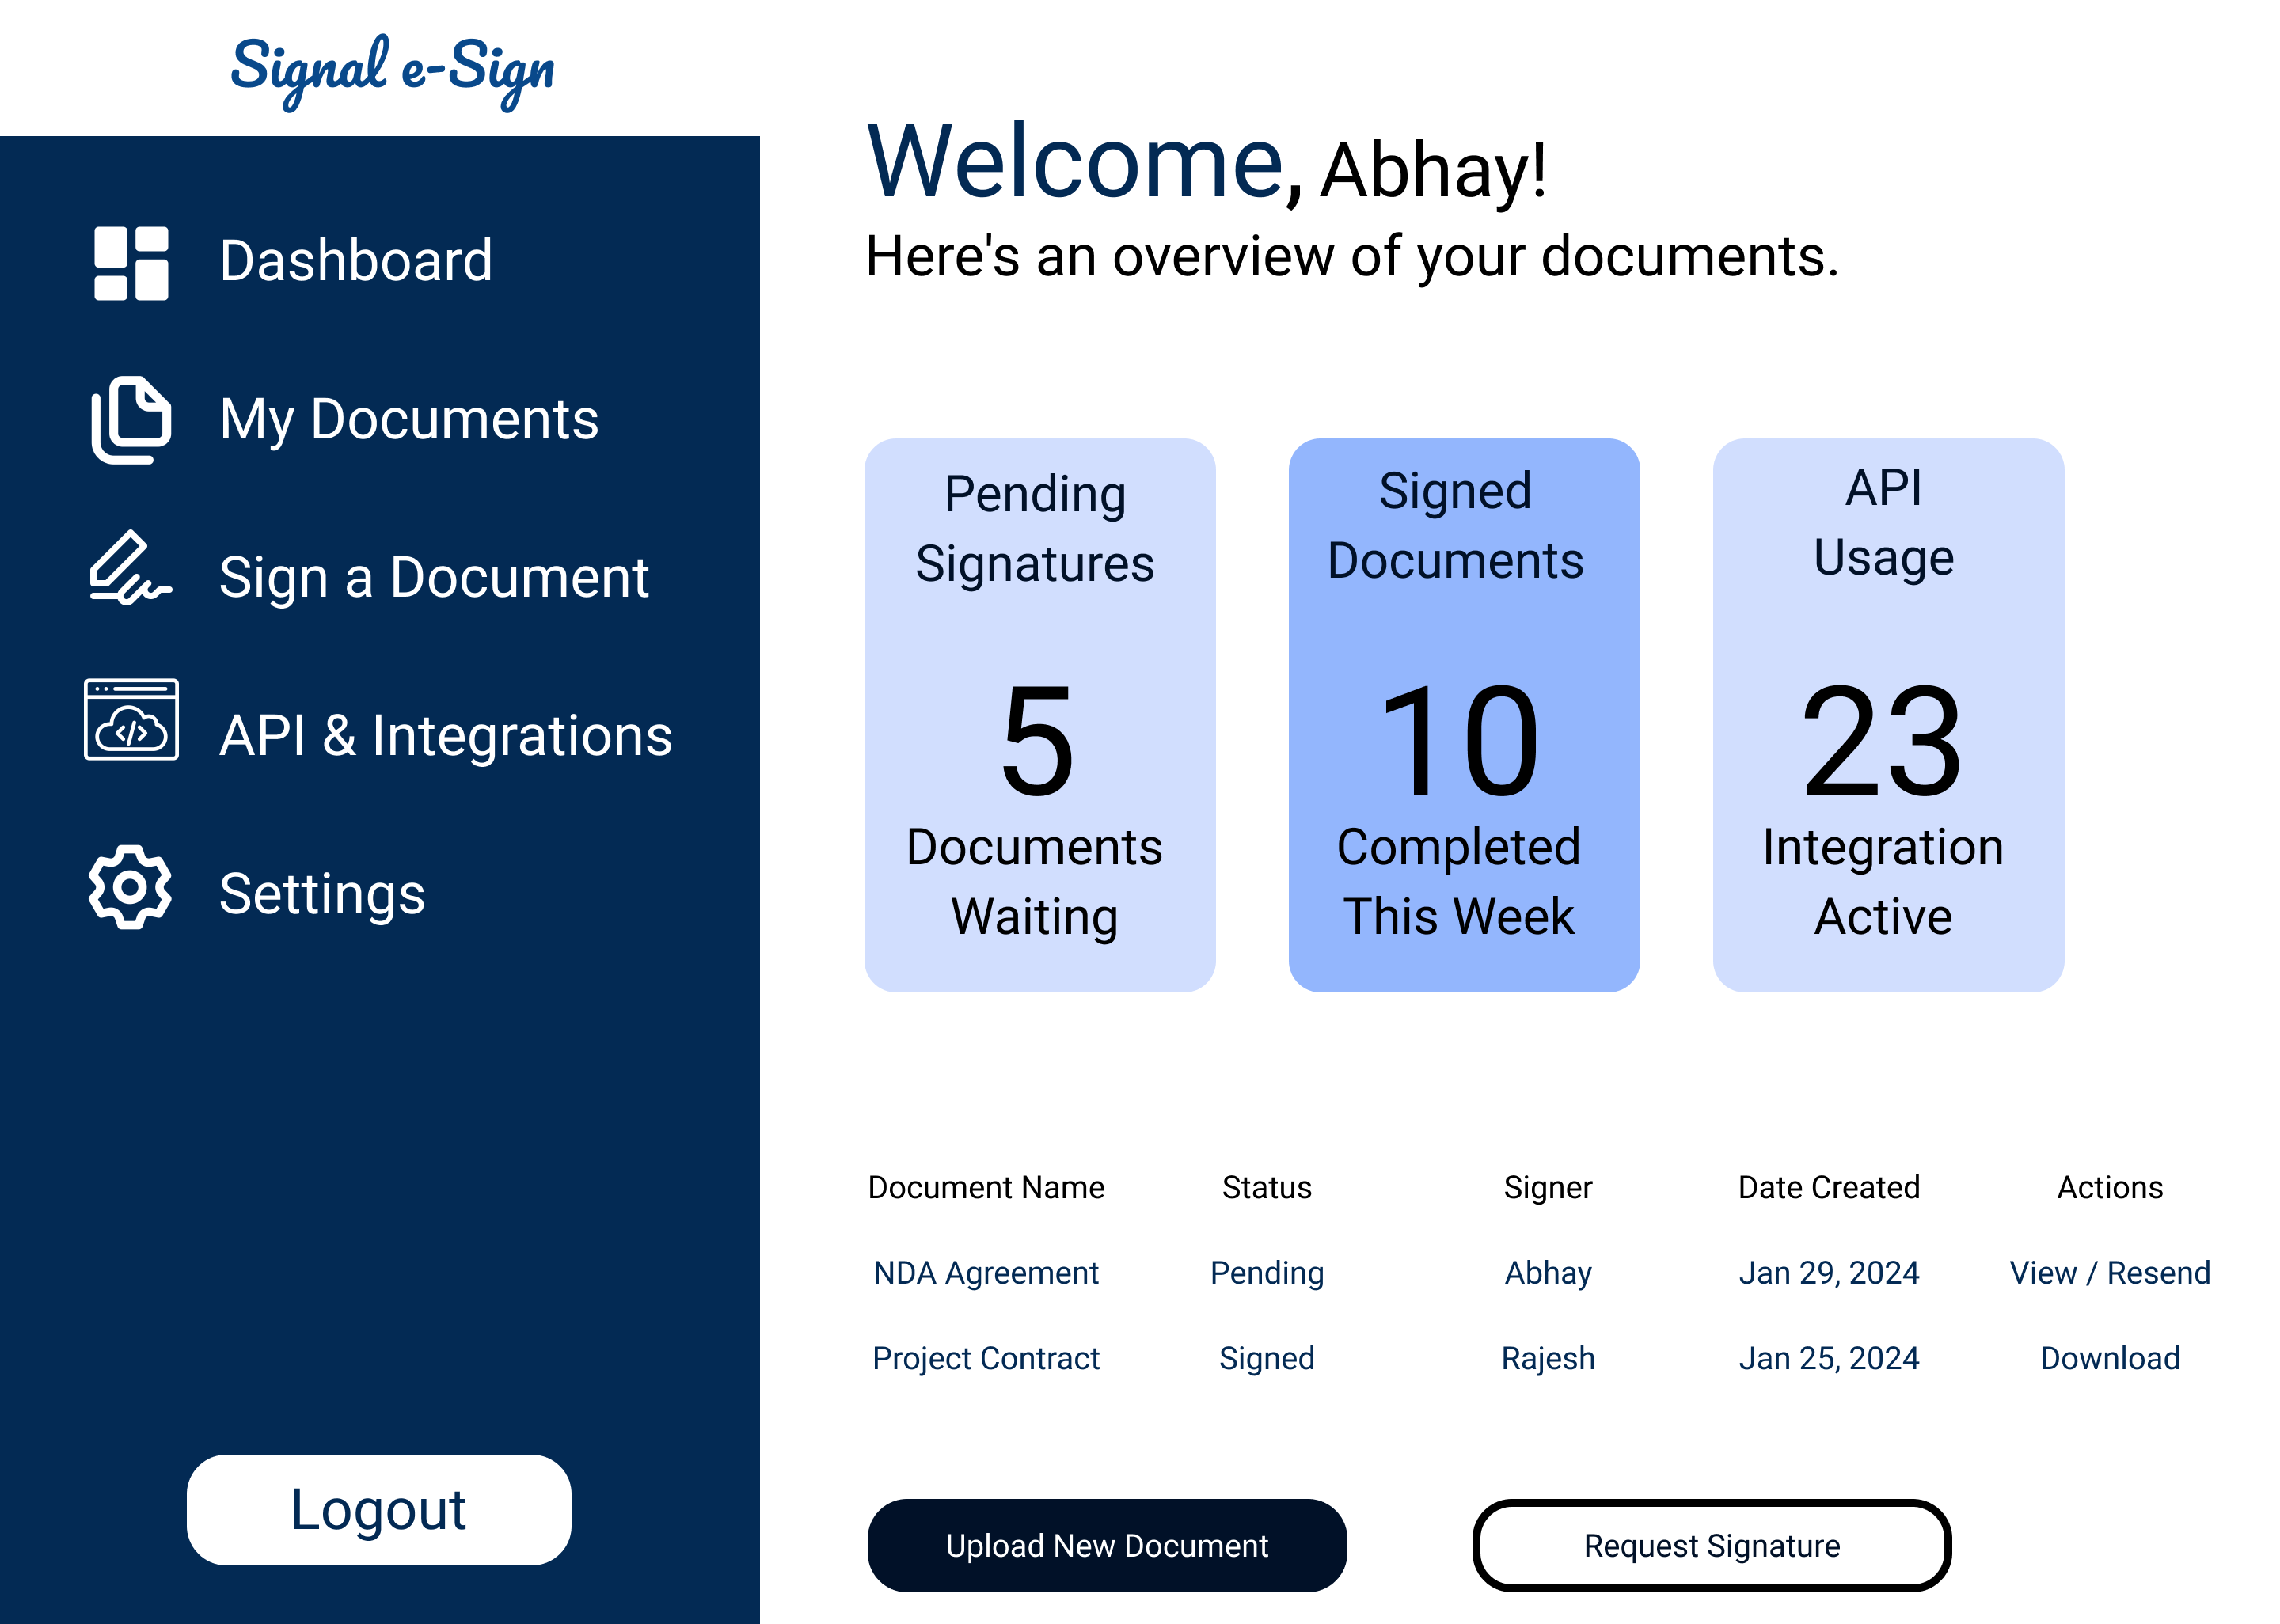 Signal e-Sign
Dashboard
My Documents
Sign a Document
API & Integrations
Settings
Logout
Welcome, Abhay!
Here's an overview of your documents.
Pending
Signatures
5
Documents
Waiting
Signed
Documents
10
Completed
This Week
API
Usage
23
Integration
Active
Document Name Status Signer Date Created Actions
NDA Agreement Pending Abhay Jan 29, 2024 View / Resend
Project Contract Signed Rajesh Jan 25, 2024 Download
Upload New Document Request Signature